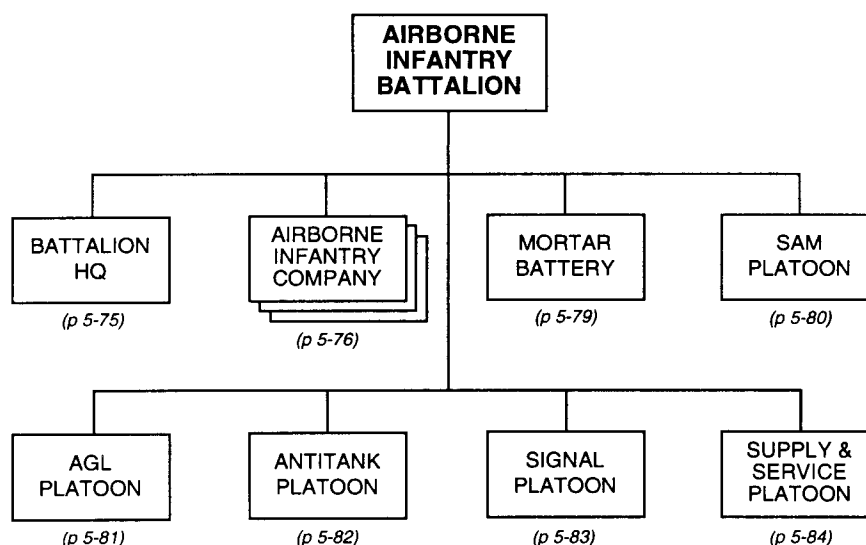 AIRBORNE
INFANTRY
BATTALION
BATTALION
HQ
(p 5-75)
AIRBORNE
INFANTRY
COMPANY
(p 5-76)
MORTAR
BATTERY
(p 5-79)
SAM
PLATOON
(p 5-80)
AGL
PLATOON
(p 5-81)
ANTITANK
PLATOON
(p 5-82)
SIGNAL
PLATOON
(p 5-83)
SUPPLY &
SERVICE
PLATOON
(p 5-84)